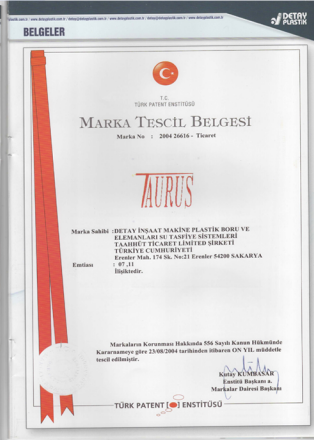 DETAY
PLASTİK
BELGELER
T.C.
TÜRK PATENT ENSTİTÜSÜ
MARKA TESCİL BELGESİ
Marka No : 2004 26616 - Ticaret
TAURUS
Marka Sahibi :DETAY İNŞAAT MAKİNE PLASTİK BORU VE
ELEMANLARI SU TASFİYE SİSTEMLERİ
TAAHHÜT TİCARET LİMİTED ŞİRKETİ
TÜRKİYE CUMHURİYETİ
Erenler Mah. 174 Sk. No:21 Erenler 54200 SAKARYA
Emtiası : 07 ,11
İlişiktedir.
Markaların Korunması Hakkında 556 Sayılı Kanun Hükmünde
Kararnameye göre 23/08/2004 tarihinden itibaren ON YIL müddetle
tescil edilmiştir.
Kutay KUMBASAR
Enstitü Başkanı a.
Markalar Dairesi Başkanı
TÜRK PATENT ENSTİTÜSÜ